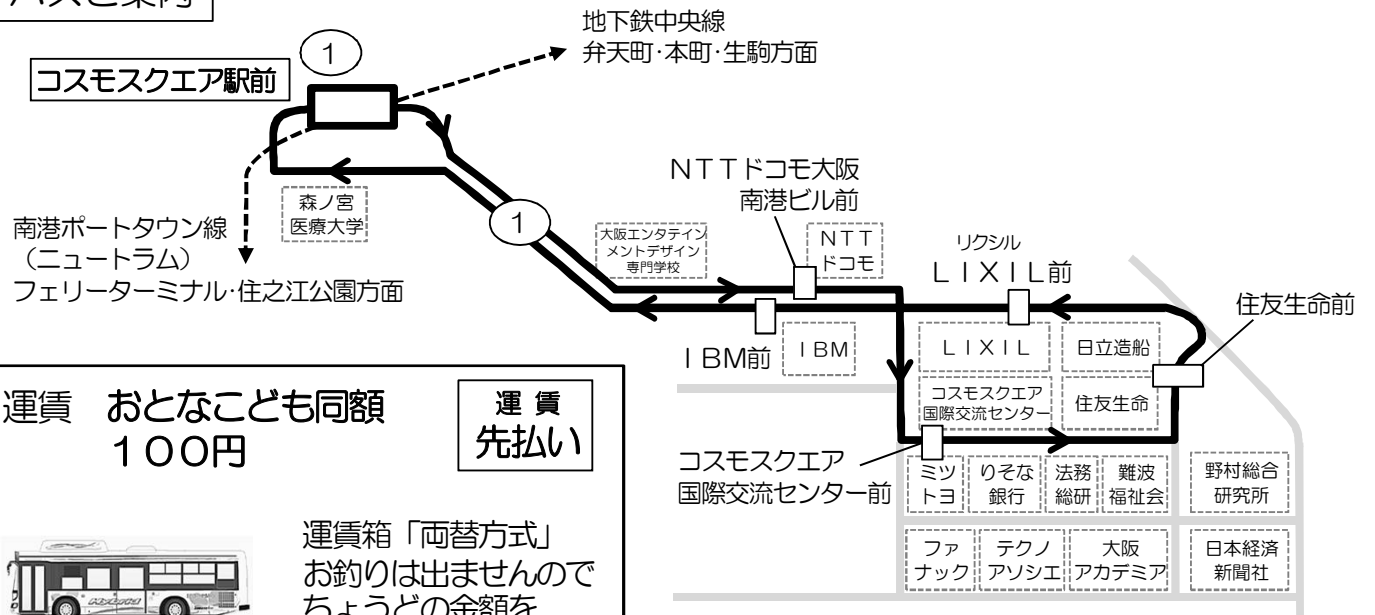 バスご案内
地下鉄中央線
弁天町・本町・生駒方面
①
コスモスクエア駅前
ＮＴＴドコモ大阪
南港ビル前
森ノ宮
医療大学
①
南港ポートタウン線
（ニュートラム）
フェリーターミナル・住之江公園方面
大阪エンタテイン
メントデザイン
専門学校
ＮＴＴ
ドコモ
リクシル
ＬＩＸＩＬ前
住友生命前
ＩＢＭ前
ＩＢＭ
ＬＩＸＩＬ
日立造船
コスモスクエア
国際交流センター
住友生命
コスモスクエア
国際交流センター前
ミツ
トヨ
りそな
銀行
法務
総研
難波
福祉会
野村総合
研究所
ファ
ナック
テクノ
アソシエ
大阪
アカデミア
日本経済
新聞社
運賃 おとなこども同額
１００円
運賃
先払い
運賃箱「両替方式」
お釣りは出ませんので
ちょうどの金額を